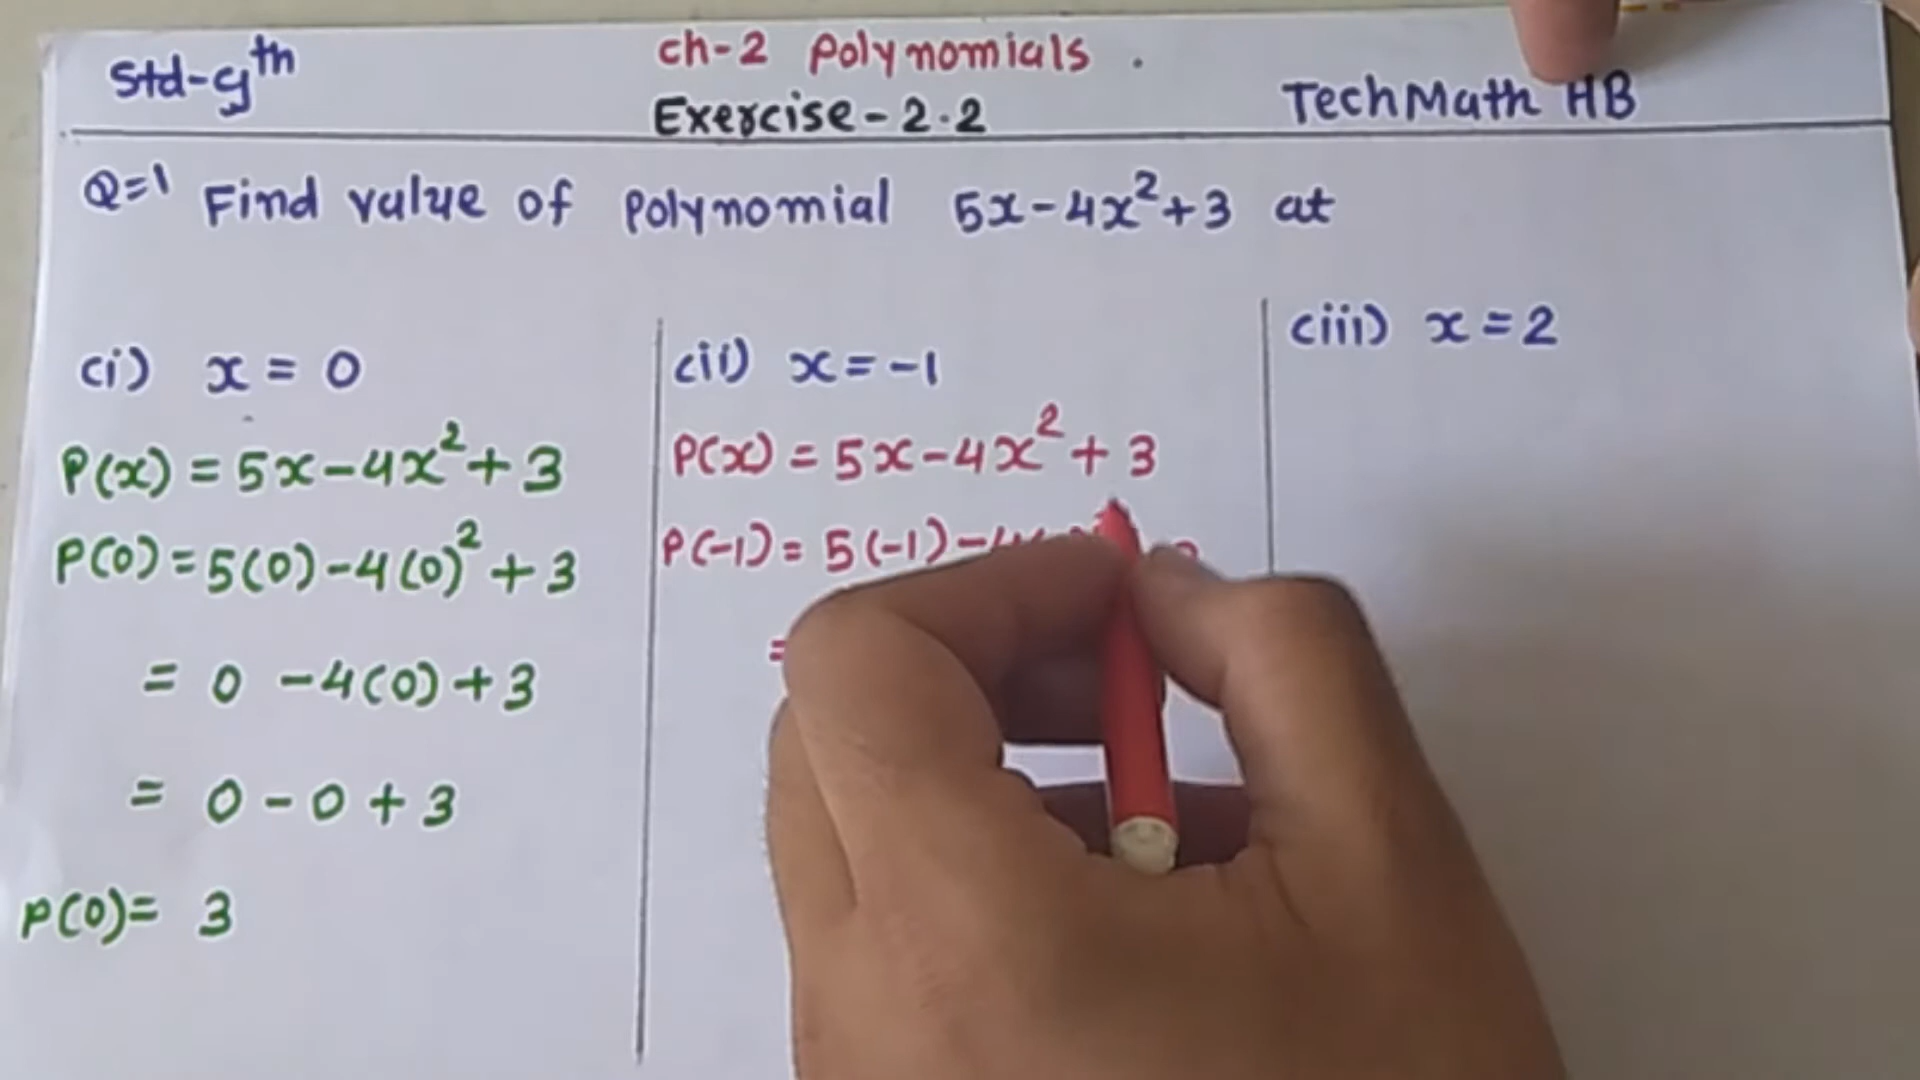 Std-9th
ch-2 Polynomials.
Exercise-2.2
TechMath HB
Q=1 Find value of Polynomial 5x-4x²+3 at
(i) x = 0
P(x) = 5x-4x²+3
P(0) = 5(0)-4(0)²+3
= 0 -4(0)+3
= 0 - 0 + 3
P(0)= 3
(ii) x = -1
P(x) = 5x-4x²+3
P(-1) = 5(-1)-
=
(iii) x = 2